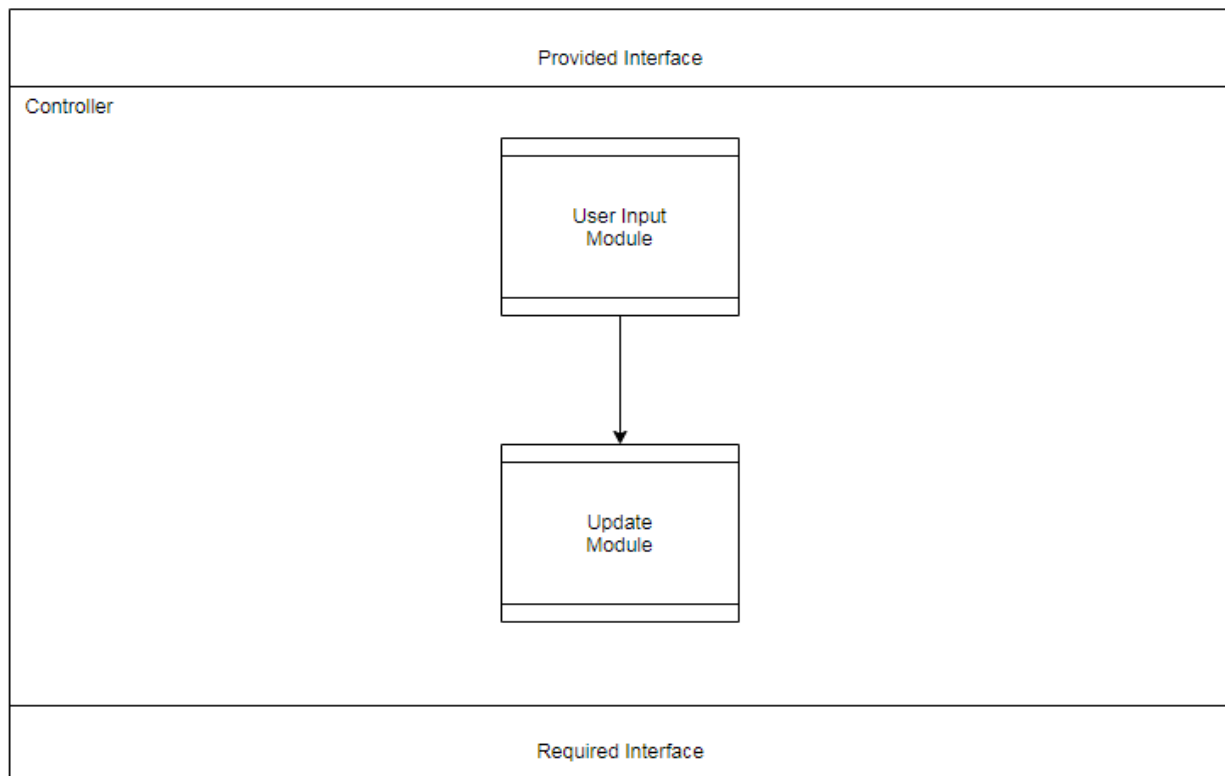 Provided Interface
Controller
User Input
Module
Update
Module
Required Interface